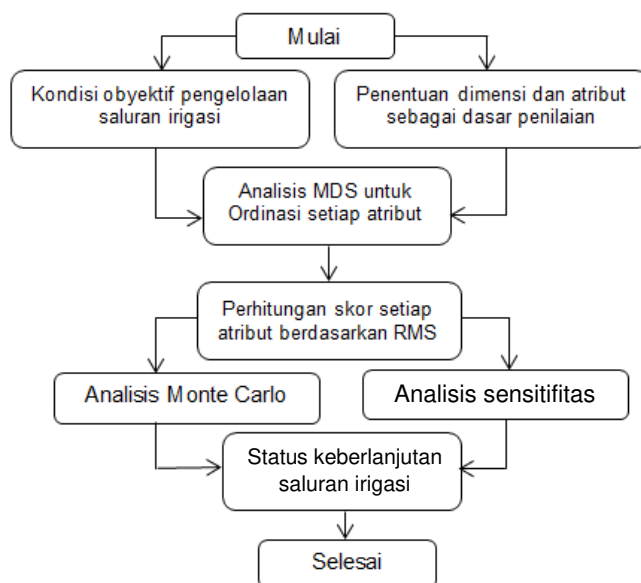 Mulai
Kondisi obyektif pengelolaan
saluran irigasi
Penentuan dimensi dan atribut
sebagai dasar penilaian
Analisis MDS untuk
Ordinasi setiap atribut
Perhitungan skor setiap
atribut berdasarkan RMS
Analisis Monte Carlo
Analisis sensitifitas
Status keberlanjutan
saluran irigasi
Selesai